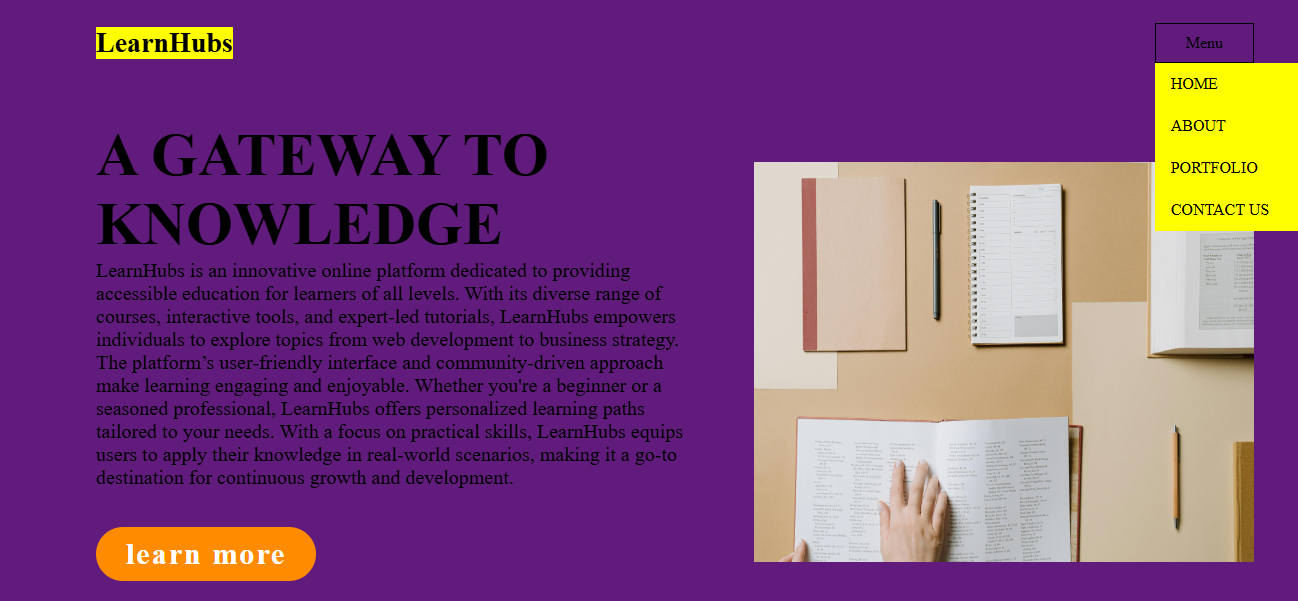 LearnHubs
Menu
HOME
ABOUT
PORTFOLIO
CONTACT US
A GATEWAY TO
KNOWLEDGE
LearnHubs is an innovative online platform dedicated to providing
accessible education for learners of all levels. With its diverse range of
courses, interactive tools, and expert-led tutorials, LearnHubs empowers
individuals to explore topics from web development to business strategy.
The platform’s user-friendly interface and community-driven approach
make learning engaging and enjoyable. Whether you're a beginner or a
seasoned professional, LearnHubs offers personalized learning paths
tailored to your needs. With a focus on practical skills, LearnHubs equips
users to apply their knowledge in real-world scenarios, making it a go-to
destination for continuous growth and development.
learn more